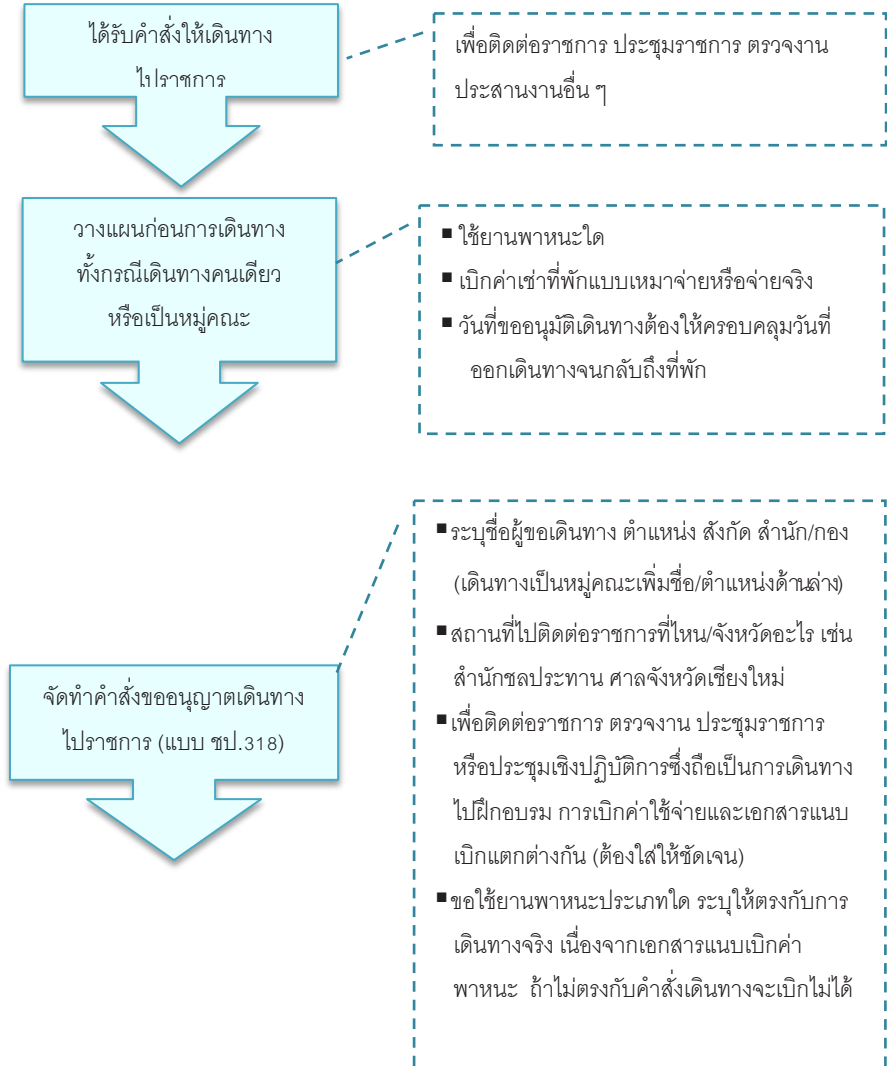 ได้รับคำสั่งให้เดินทาง
ไปราชการ
เพื่อติดต่อราชการ ประชุมราชการ ตรวจงาน
ประสานงานอื่น ๆ
วางแผนก่อนการเดินทาง
ทั้งกรณีเดินทางคนเดียว
หรือเป็นหมู่คณะ
▪ ใช้ยานพาหนะใด
▪ เบิกค่าเช่าที่พักแบบเหมาจ่ายหรือจ่ายจริง
▪ วันที่ขออนุมัติเดินทางต้องให้ครอบคลุมวันที่
ออกเดินทางจนกลับถึงที่พัก
จัดทำคำสั่งขออนุญาตเดินทาง
ไปราชการ (แบบ ชป.318)
▪ ระบุชื่อผู้ขอเดินทาง ตำแหน่ง สังกัด สำนัก/กอง
(เดินทางเป็นหมู่คณะเพิ่มชื่อ/ตำแหน่งด้านล่าง)
▪ สถานที่ไปติดต่อราชการที่ไหน/จังหวัดอะไร เช่น
สำนักชลประทาน ศาลจังหวัดเชียงใหม่
▪ เพื่อติดต่อราชการ ตรวจงาน ประชุมราชการ
หรือประชุมเชิงปฏิบัติการซึ่งถือเป็นการเดินทาง
ไปฝึกอบรม การเบิกค่าใช้จ่ายและเอกสารแนบ
เบิกแตกต่างกัน (ต้องใส่ให้ชัดเจน)
▪ ขอใช้ยานพาหนะประเภทใด ระบุให้ตรงกับการ
เดินทางจริง เนื่องจากเอกสารแนบเบิกค่า
พาหนะ ถ้าไม่ตรงกับคำสั่งเดินทางจะเบิกไม่ได้